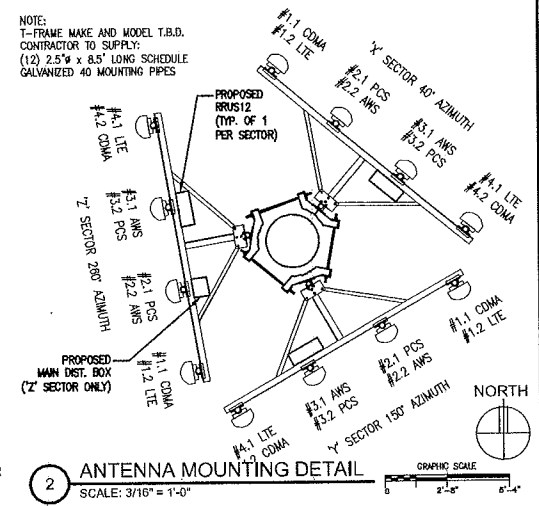 NOTE:
T-FRAME MAKE AND MODEL T.B.D.
CONTRACTOR TO SUPPLY:
(12) 2.5"ø x 8.5' LONG SCHEDULE
GALVANIZED 40 MOUNTING PIPES
#1.1 CDMA
#1.2 LTE
'X' SECTOR 40° AZIMUTH
#2.1 PCS
#2.2 AWS
#3.1 AWS
#3.2 PCS
#4.1 LTE
#4.2 CDMA
PROPOSED
RRUS12
(TYP. OF 1
PER SECTOR)
#4.1 LTE
#4.2 CDMA
#3.1 AWS
#3.2 PCS
'Z' SECTOR 260° AZIMUTH
#2.1 PCS
#2.2 AWS
#1.1 CDMA
#1.2 LTE
PROPOSED
MAIN DIST. BOX
('Z' SECTOR ONLY)
#1.1 CDMA
#1.2 LTE
#2.1 PCS
#2.2 AWS
#3.1 AWS
#3.2 PCS
#4.1 LTE
#4.2 CDMA
'Y' SECTOR 150° AZIMUTH
NORTH
2
ANTENNA MOUNTING DETAIL
SCALE: 3/16" = 1'-0"
GRAPHIC SCALE
0 2'-8" 5'-4"